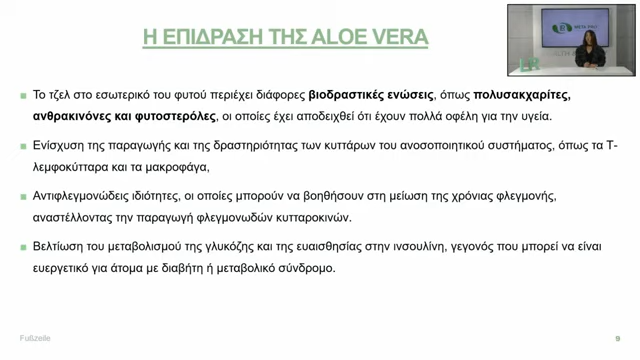 Η ΕΠΙΔΡΑΣΗ ΤΗΣ ALOE VERA
Το τζελ στο εσωτερικό του φυτού περιέχει διάφορες βιοδραστικές ενώσεις, όπως πολυσακχαρίτες,
ανθρακινόνες και φυτοστερόλες, οι οποίες έχει αποδειχθεί ότι έχουν πολλά οφέλη για την υγεία.
Ενίσχυση της παραγωγής και της δραστηριότητας των κυττάρων του ανοσοποιητικού συστήματος, όπως τα Τ-
λεμφοκύτταρα και τα μακροφάγα,
Αντιφλεγμονώδεις ιδιότητες, οι οποίες μπορούν να βοηθήσουν στη μείωση της χρόνιας φλεγμονής,
αναστέλλοντας την παραγωγή φλεγμονωδών κυτταροκινών.
Βελτίωση του μεταβολισμού της γλυκόζης και της ευαισθησίας στην ινσουλίνη, γεγονός που μπορεί να είναι
ευεργετικό για άτομα με διαβήτη ή μεταβολικό σύνδρομο.
Fußzeile
9
LR